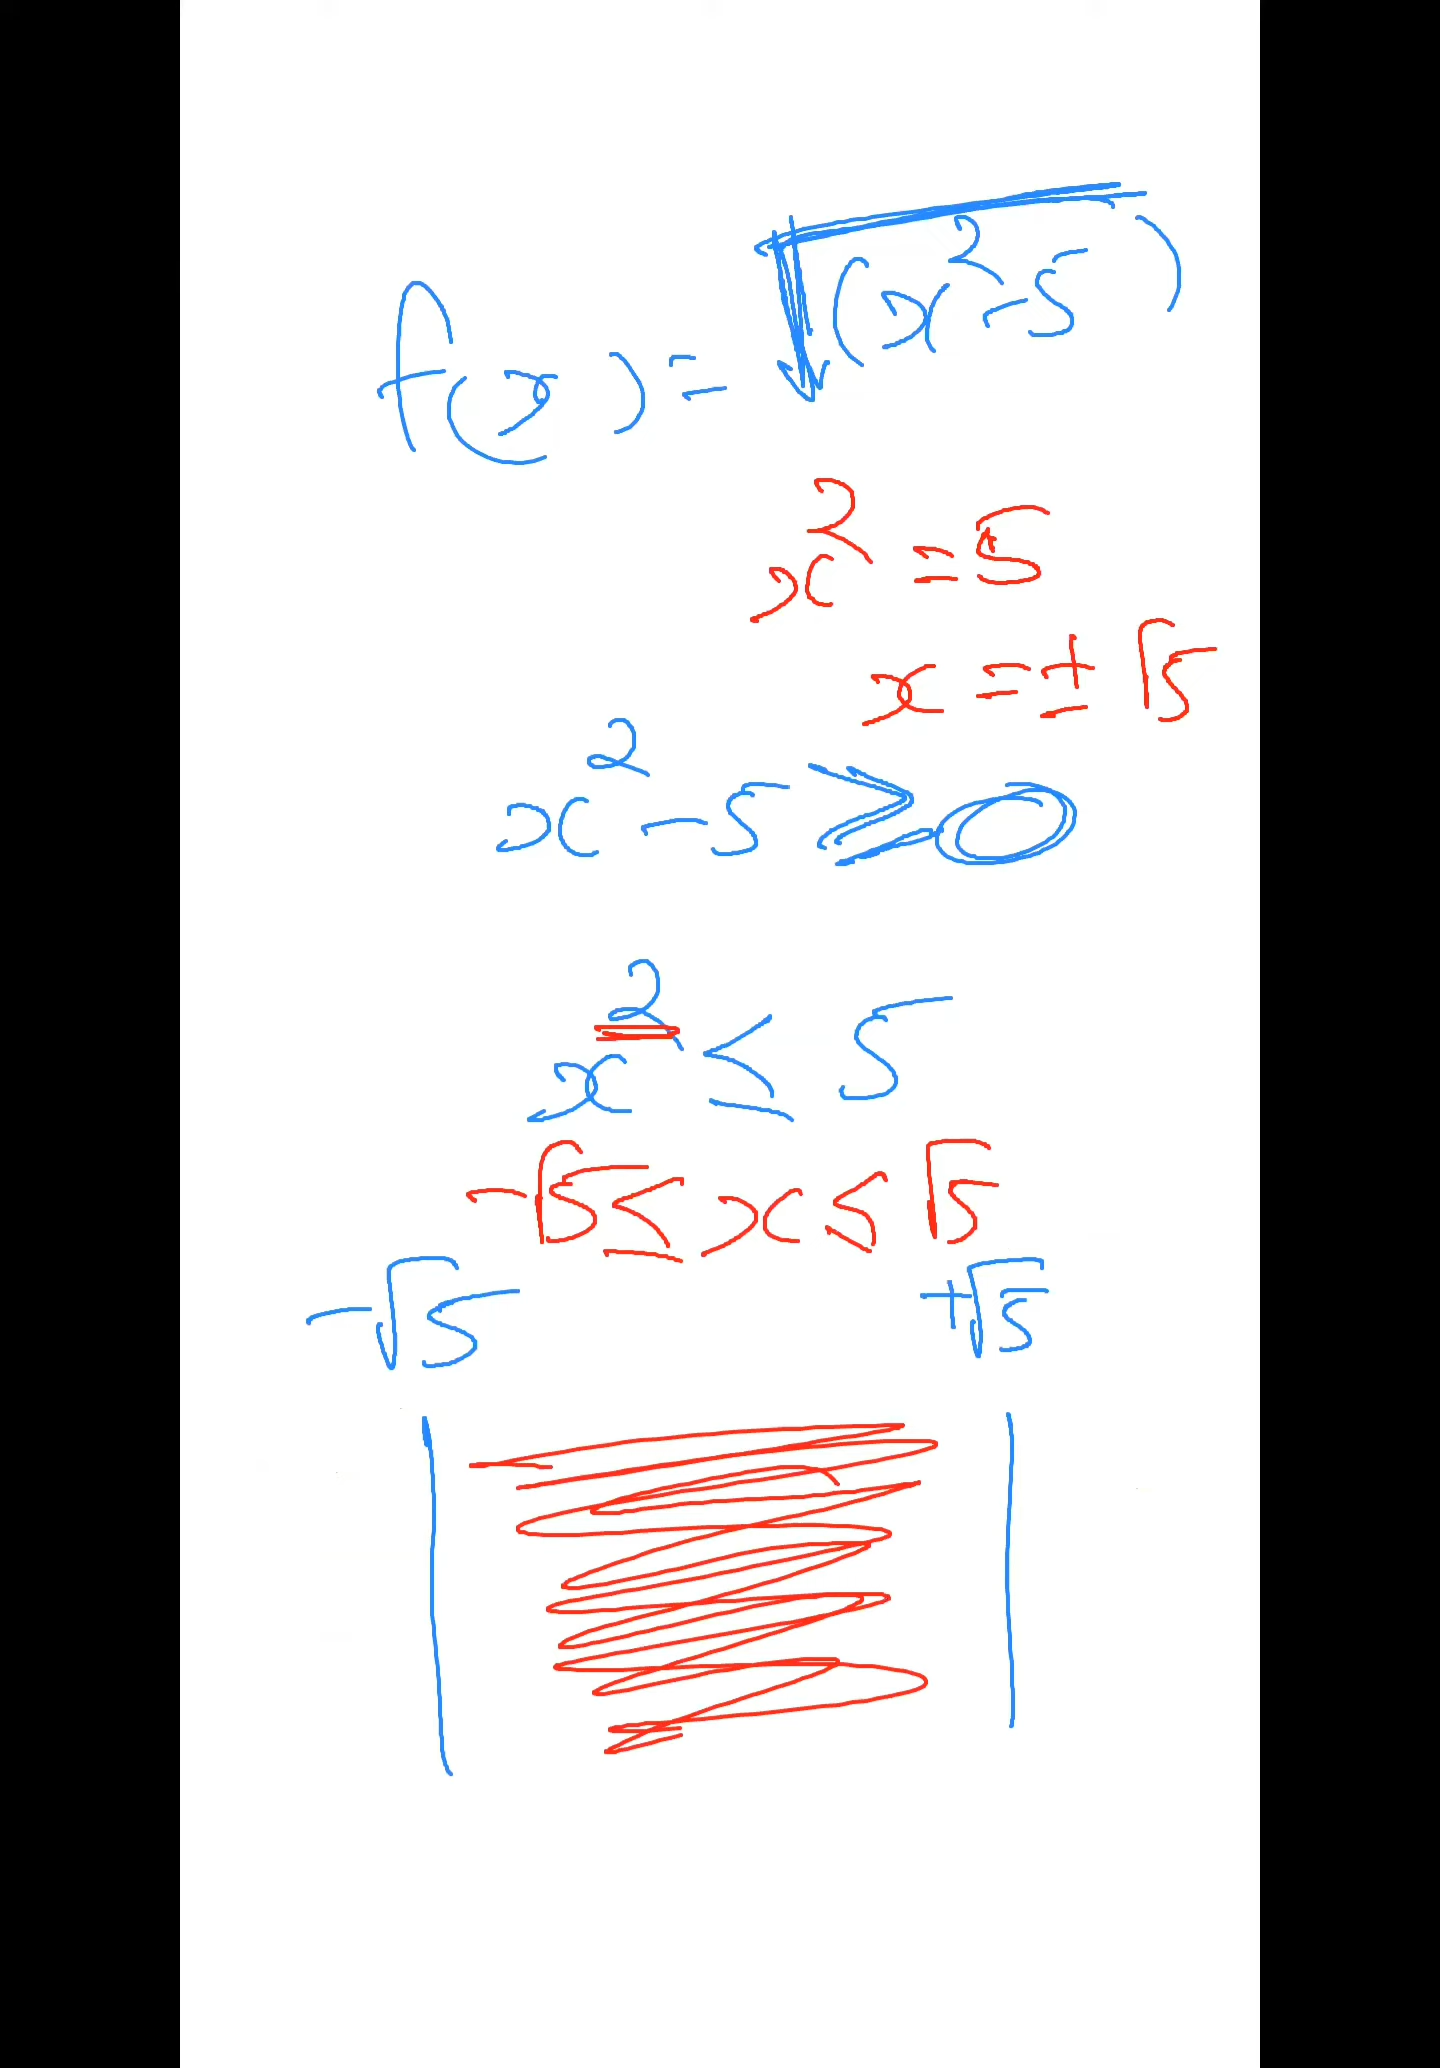 f(x) = √(x²-5)
x² = 5
x = ± √5
x² - 5 ≥ 0
x² ≤ 5
-√5 ≤ x ≤ √5
-√5 +√5